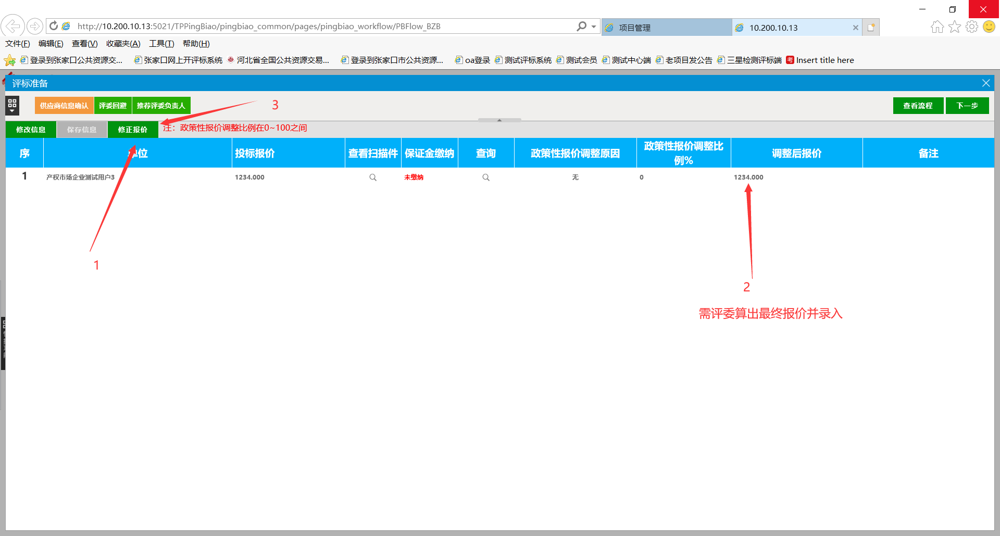 http://10.200.10.13:5021/TPPingBiao/pingbiao_common/pages/pingbiao_workflow/PBFlow_BZB
项目管理
10.200.10.13
文件(F) 编辑(E) 查看(V) 收藏夹(A) 工具(T) 帮助(H)
登录到张家口公共资源交... 张家口网上开评标系统 河北省全国公共资源交易... 登录到张家口市公共资源... oa登录 测试评标系统 测试会员 测试中心端 老项目发公告 三星检测评标端 考 Insert title here
评标准备
供应商信息确认 评委回避 推荐评委负责人 3 查看流程 下一步
修改信息 保存信息 修正报价 注：政策性报价调整比例在0~100之间
序 单位 投标报价 查看扫描件 保证金缴纳 查询 政策性报价调整原因 政策性报价调整比例% 调整后报价 备注
1 产权市场企业测试用户3 1234.000 未缴纳 无 0 1234.000
1
2
需评委算出最终报价并录入